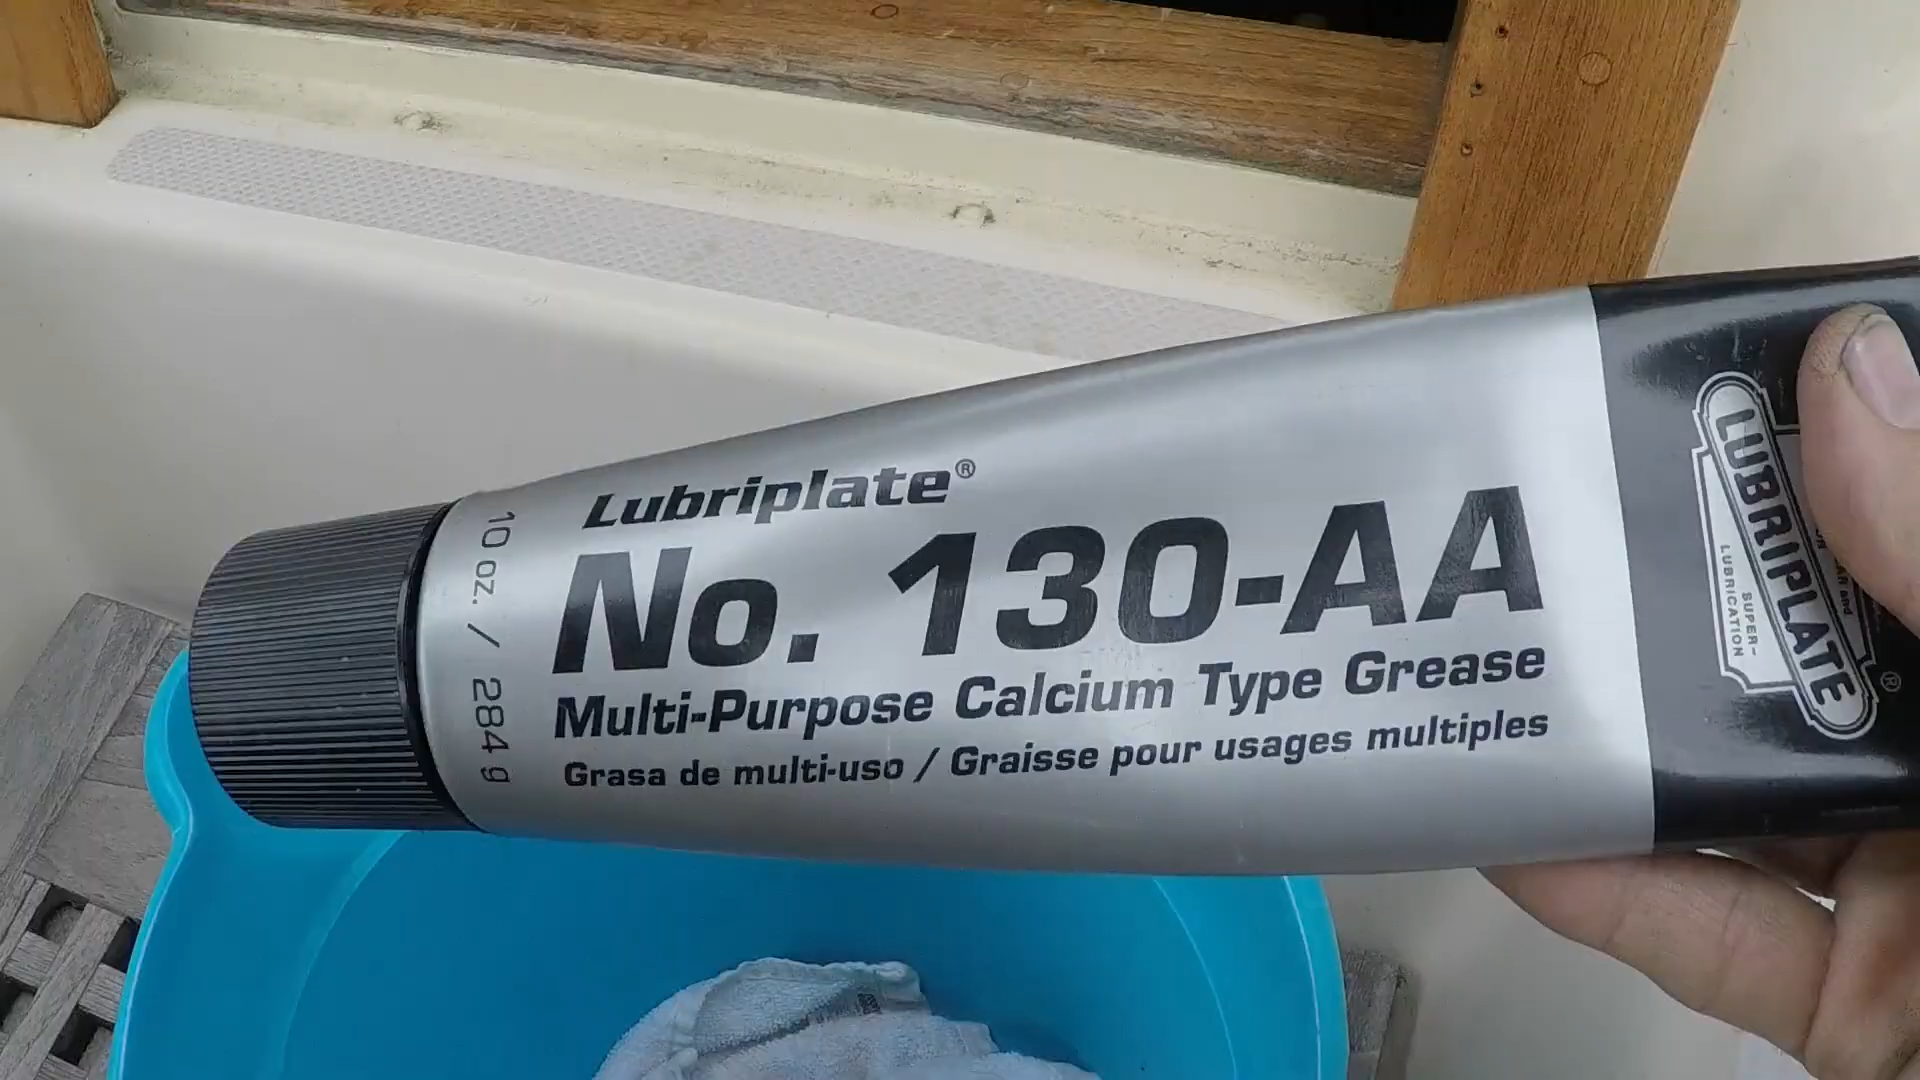 Lubriplate®
No. 130-AA
Multi-Purpose Calcium Type Grease
Grasa de multi-uso / Graisse pour usages multiples
10 oz. / 284 g
LUBRIPLATE®
SUPER-
LUBRICATION